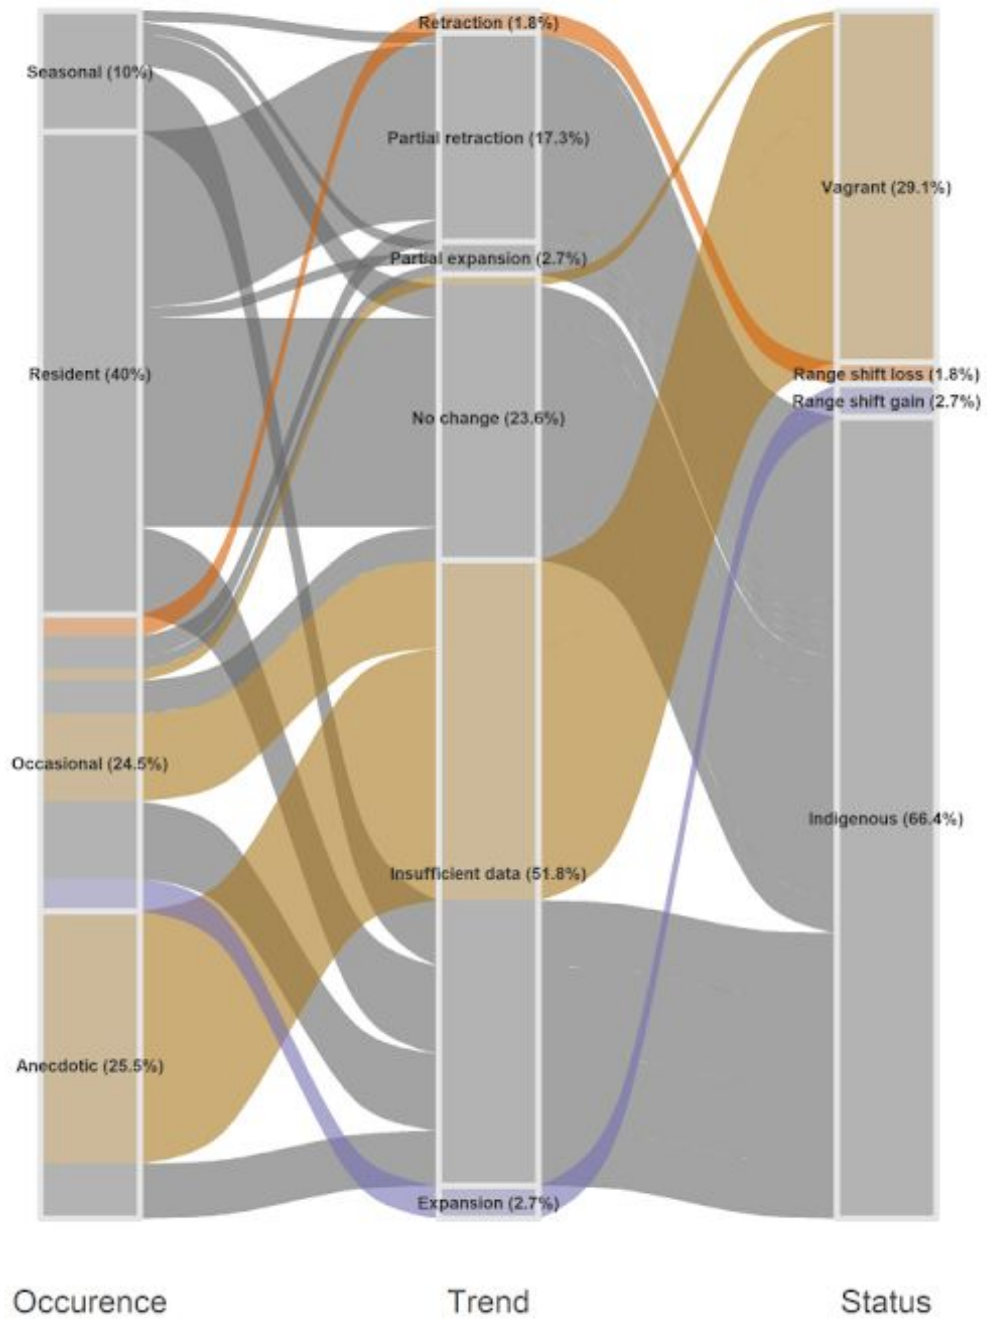 Retraction (1.8%)
Seasonal (10%)
Partial retraction (17.3%)
Vagrant (29.1%)
Partial expansion (2.7%)
Resident (40%)
Range shift loss (1.8%)
Range shift gain (2.7%)
No change (23.6%)
Occasional (24.5%)
Indigenous (66.4%)
Insufficient data (51.8%)
Anecdotic (25.5%)
Expansion (2.7%)
Occurence
Trend
Status